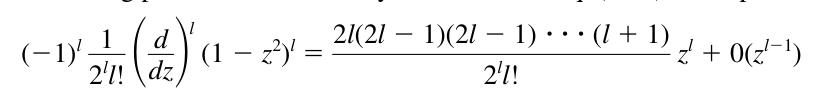 (-1)^l \frac{1}{2^l l!} \left( \frac{d}{dz} \right)^l (1 - z^2)^l = \frac{2l(2l - 1)(2l - 1) \cdots (l + 1)}{2^l l!} z^l + 0(z^{l-1})